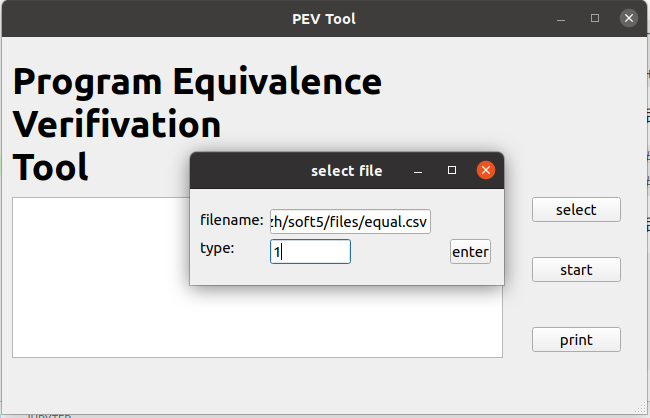 PEV Tool
Program Equivalence
Verifivation
Tool
select file
filename: zh/soft5/files/equal.csv
type: 1
enter
select
start
print